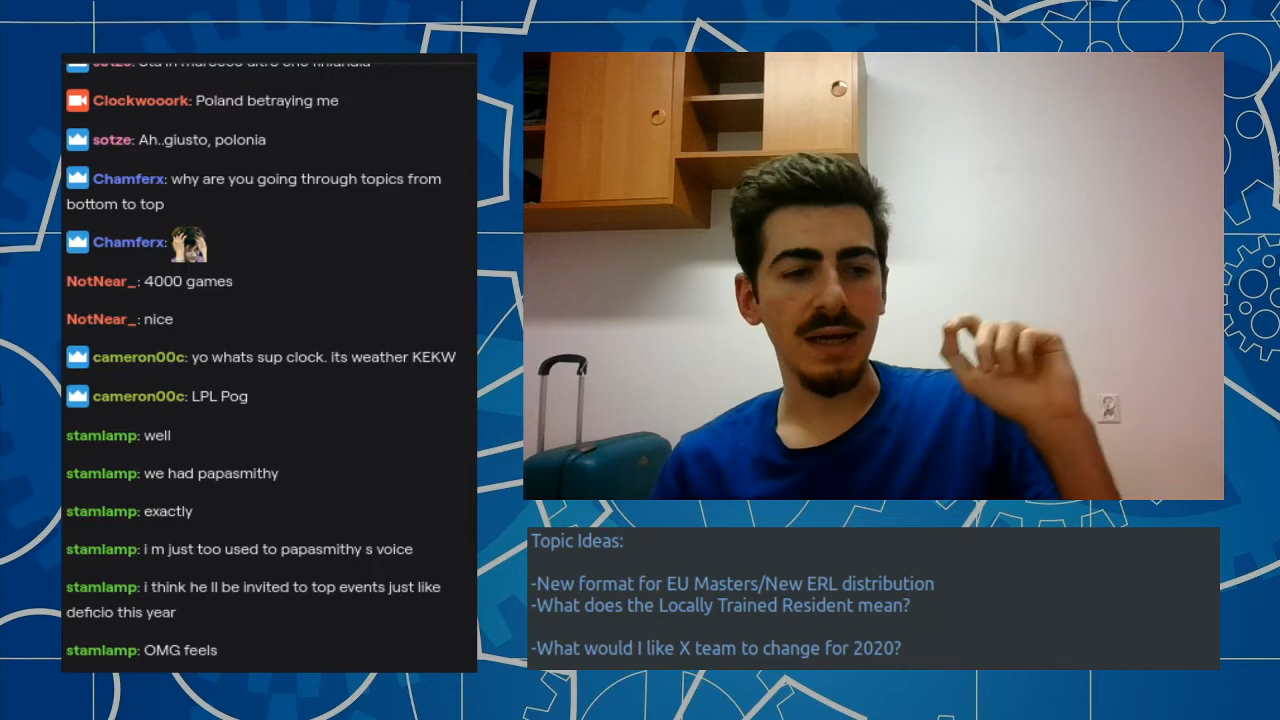 Clockwooork: Poland betraying me
sotze: Ah..giusto, polonia
Chamferx: why are you going through topics from
bottom to top
Chamferx:
NotNear_: 4000 games
NotNear_: nice
cameron00c: yo whats sup clock. its weather KEKW
cameron00c: LPL Pog
stamlamp: well
stamlamp: we had papasmithy
stamlamp: exactly
stamlamp: i m just too used to papasmithy s voice
stamlamp: i think he ll be invited to top events just like
deficio this year
stamlamp: OMG feels
Topic Ideas:
-New format for EU Masters/New ERL distribution
-What does the Locally Trained Resident mean?
-What would I like X team to change for 2020?